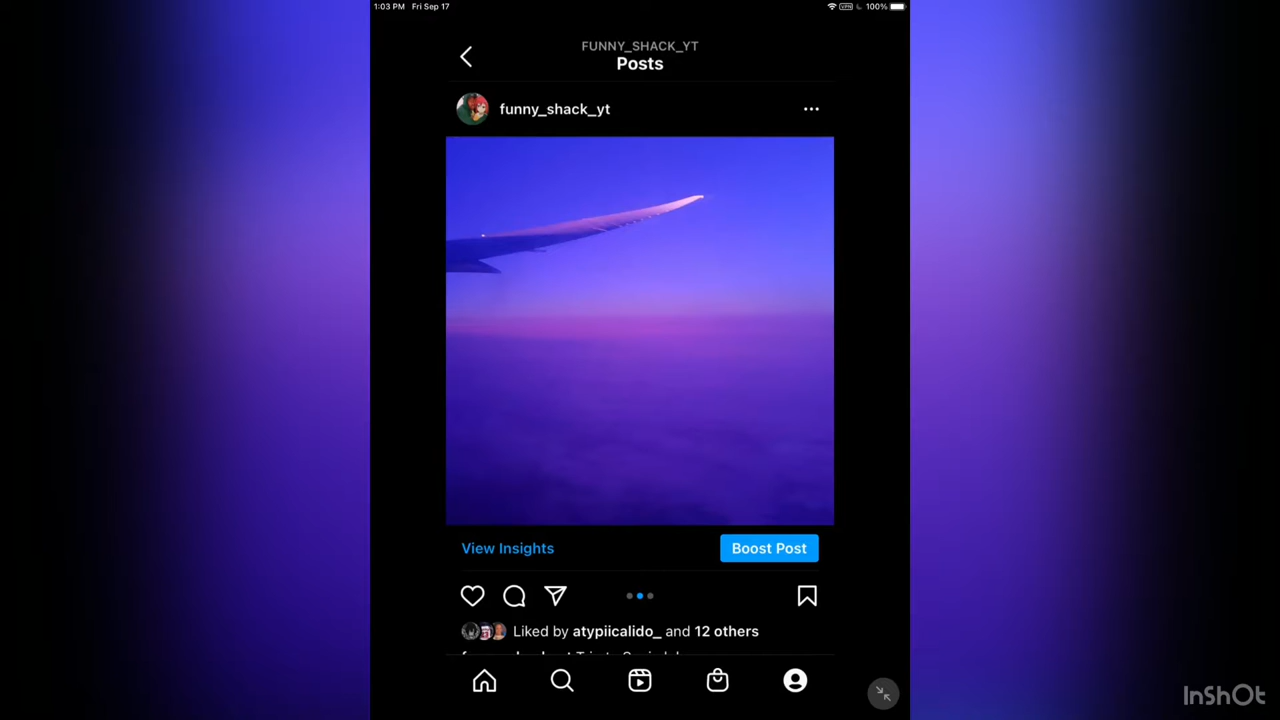 1:03 PM Fri Sep 17
VPN 100%
FUNNY_SHACK_YT
Posts
funny_shack_yt
View Insights
Boost Post
Liked by atypiicalido_ and 12 others
InShOt